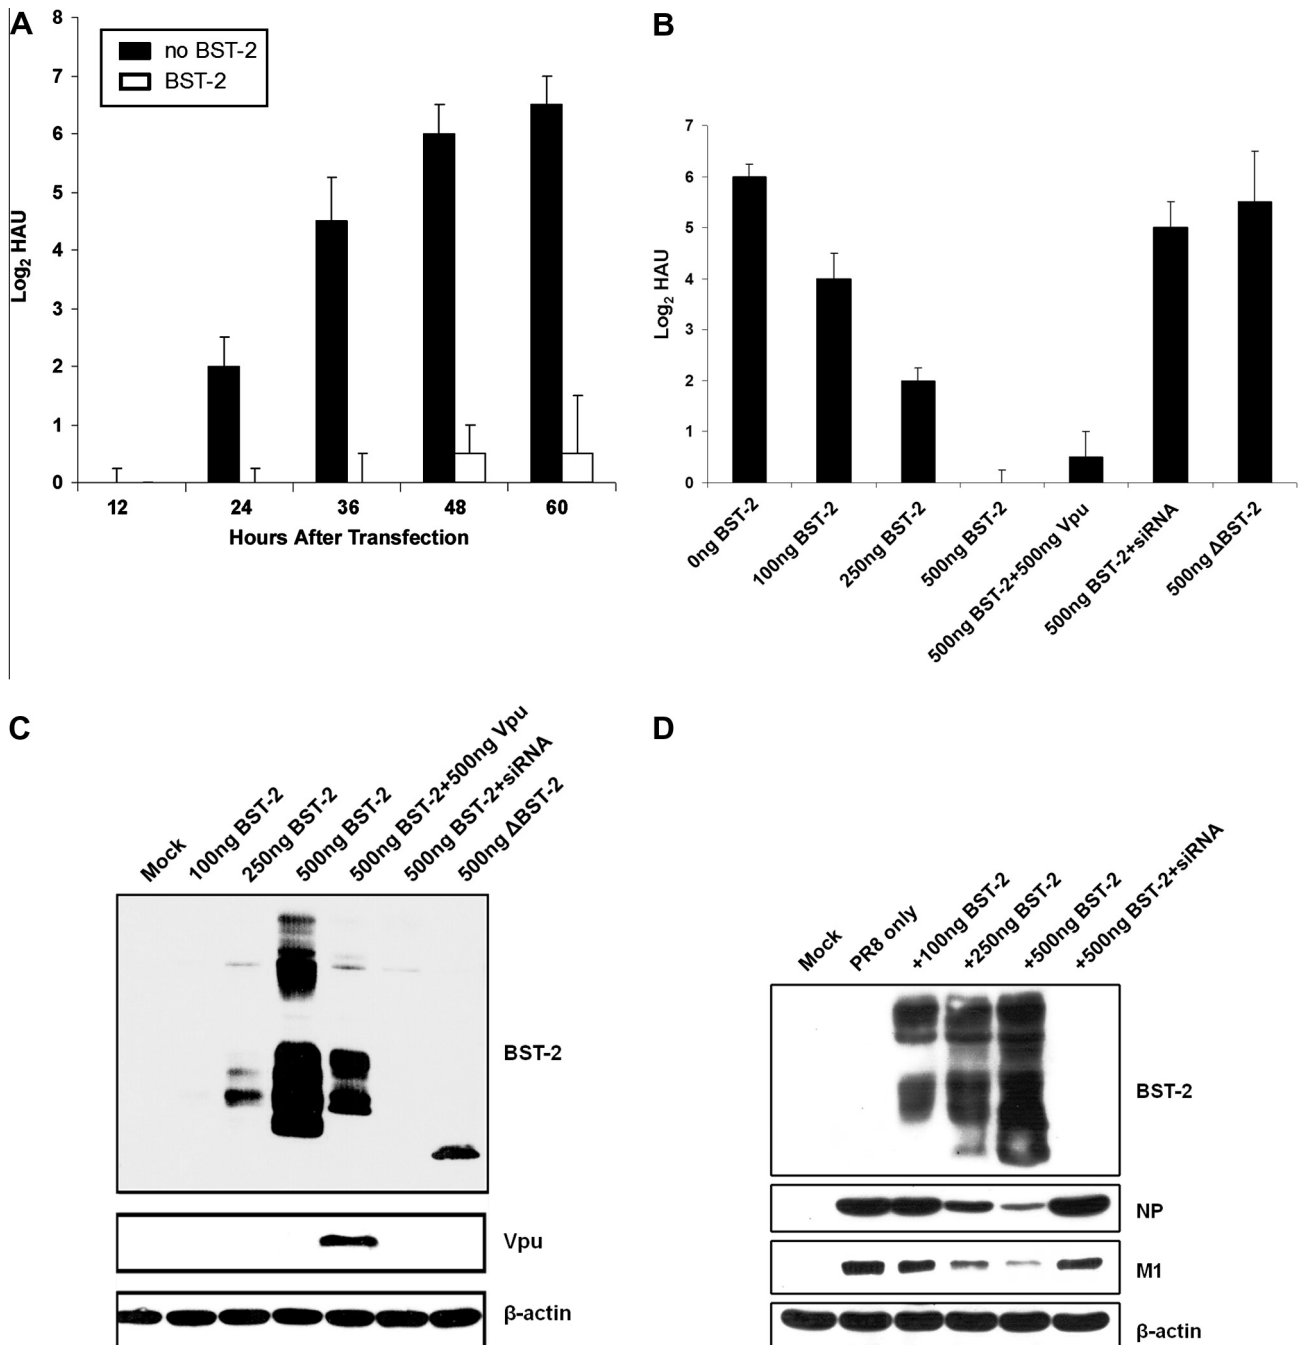 A
8
7
6
5
4
3
2
1
0
Log₂ HAU
no BST-2
BST-2
12 24 36 48 60
Hours After Transfection
B
7
6
5
4
3
2
1
0
Log₂ HAU
0ng BST-2
100ng BST-2
250ng BST-2
500ng BST-2
500ng BST-2+500ng Vpu
500ng BST-2+siRNA
500ng ΔBST-2
C
Mock
100ng BST-2
250ng BST-2
500ng BST-2
500ng BST-2+500ng Vpu
500ng BST-2+siRNA
500ng ΔBST-2
BST-2
Vpu
β-actin
D
Mock
PR8 only
+100ng BST-2
+250ng BST-2
+500ng BST-2
+500ng BST-2+siRNA
BST-2
NP
M1
β-actin